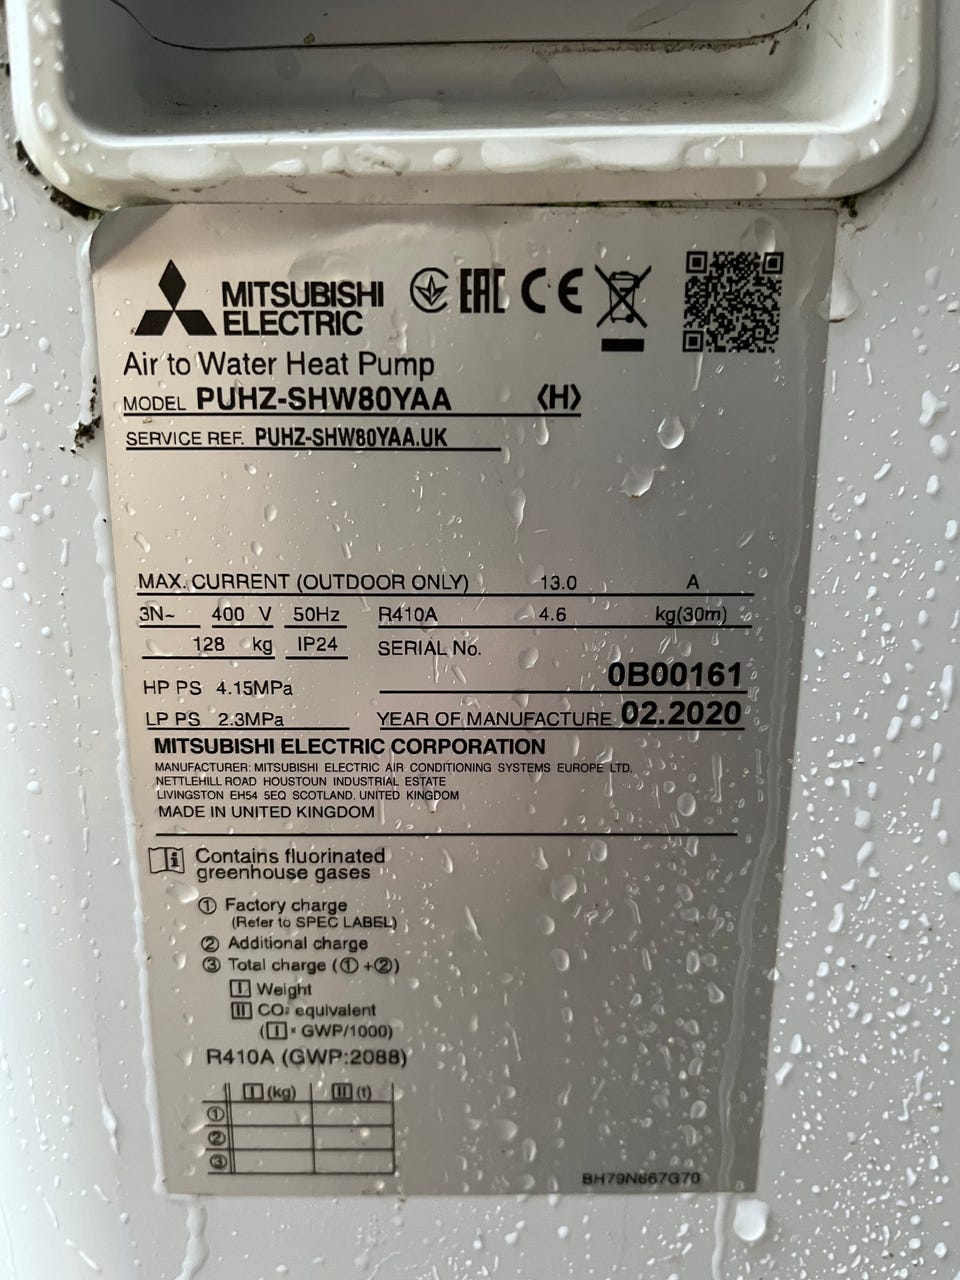 MITSUBISHI
ELECTRIC
EAC CE
Air to Water Heat Pump
MODEL PUHZ-SHW80YAA 〈H〉
SERVICE REF. PUHZ-SHW80YAA.UK
MAX. CURRENT (OUTDOOR ONLY) 13.0 A
3N~ 400 V 50Hz R410A 4.6 kg(30m)
128 kg IP24 SERIAL No.
0B00161
HP PS 4.15MPa
LP PS 2.3MPa YEAR OF MANUFACTURE 02.2020
MITSUBISHI ELECTRIC CORPORATION
MANUFACTURER: MITSUBISHI ELECTRIC AIR CONDITIONING SYSTEMS EUROPE LTD.
NETTLEHILL ROAD HOUSTOUN INDUSTRIAL ESTATE
LIVINGSTON EH54 5EQ SCOTLAND, UNITED KINGDOM
MADE IN UNITED KINGDOM
Contains fluorinated
greenhouse gases
① Factory charge
(Refer to SPEC LABEL)
② Additional charge
③ Total charge (①+②)
I Weight
II CO₂ equivalent
(I × GWP/1000)
R410A (GWP:2088)
I (kg) II (t)
①
②
③
BH79N667G70